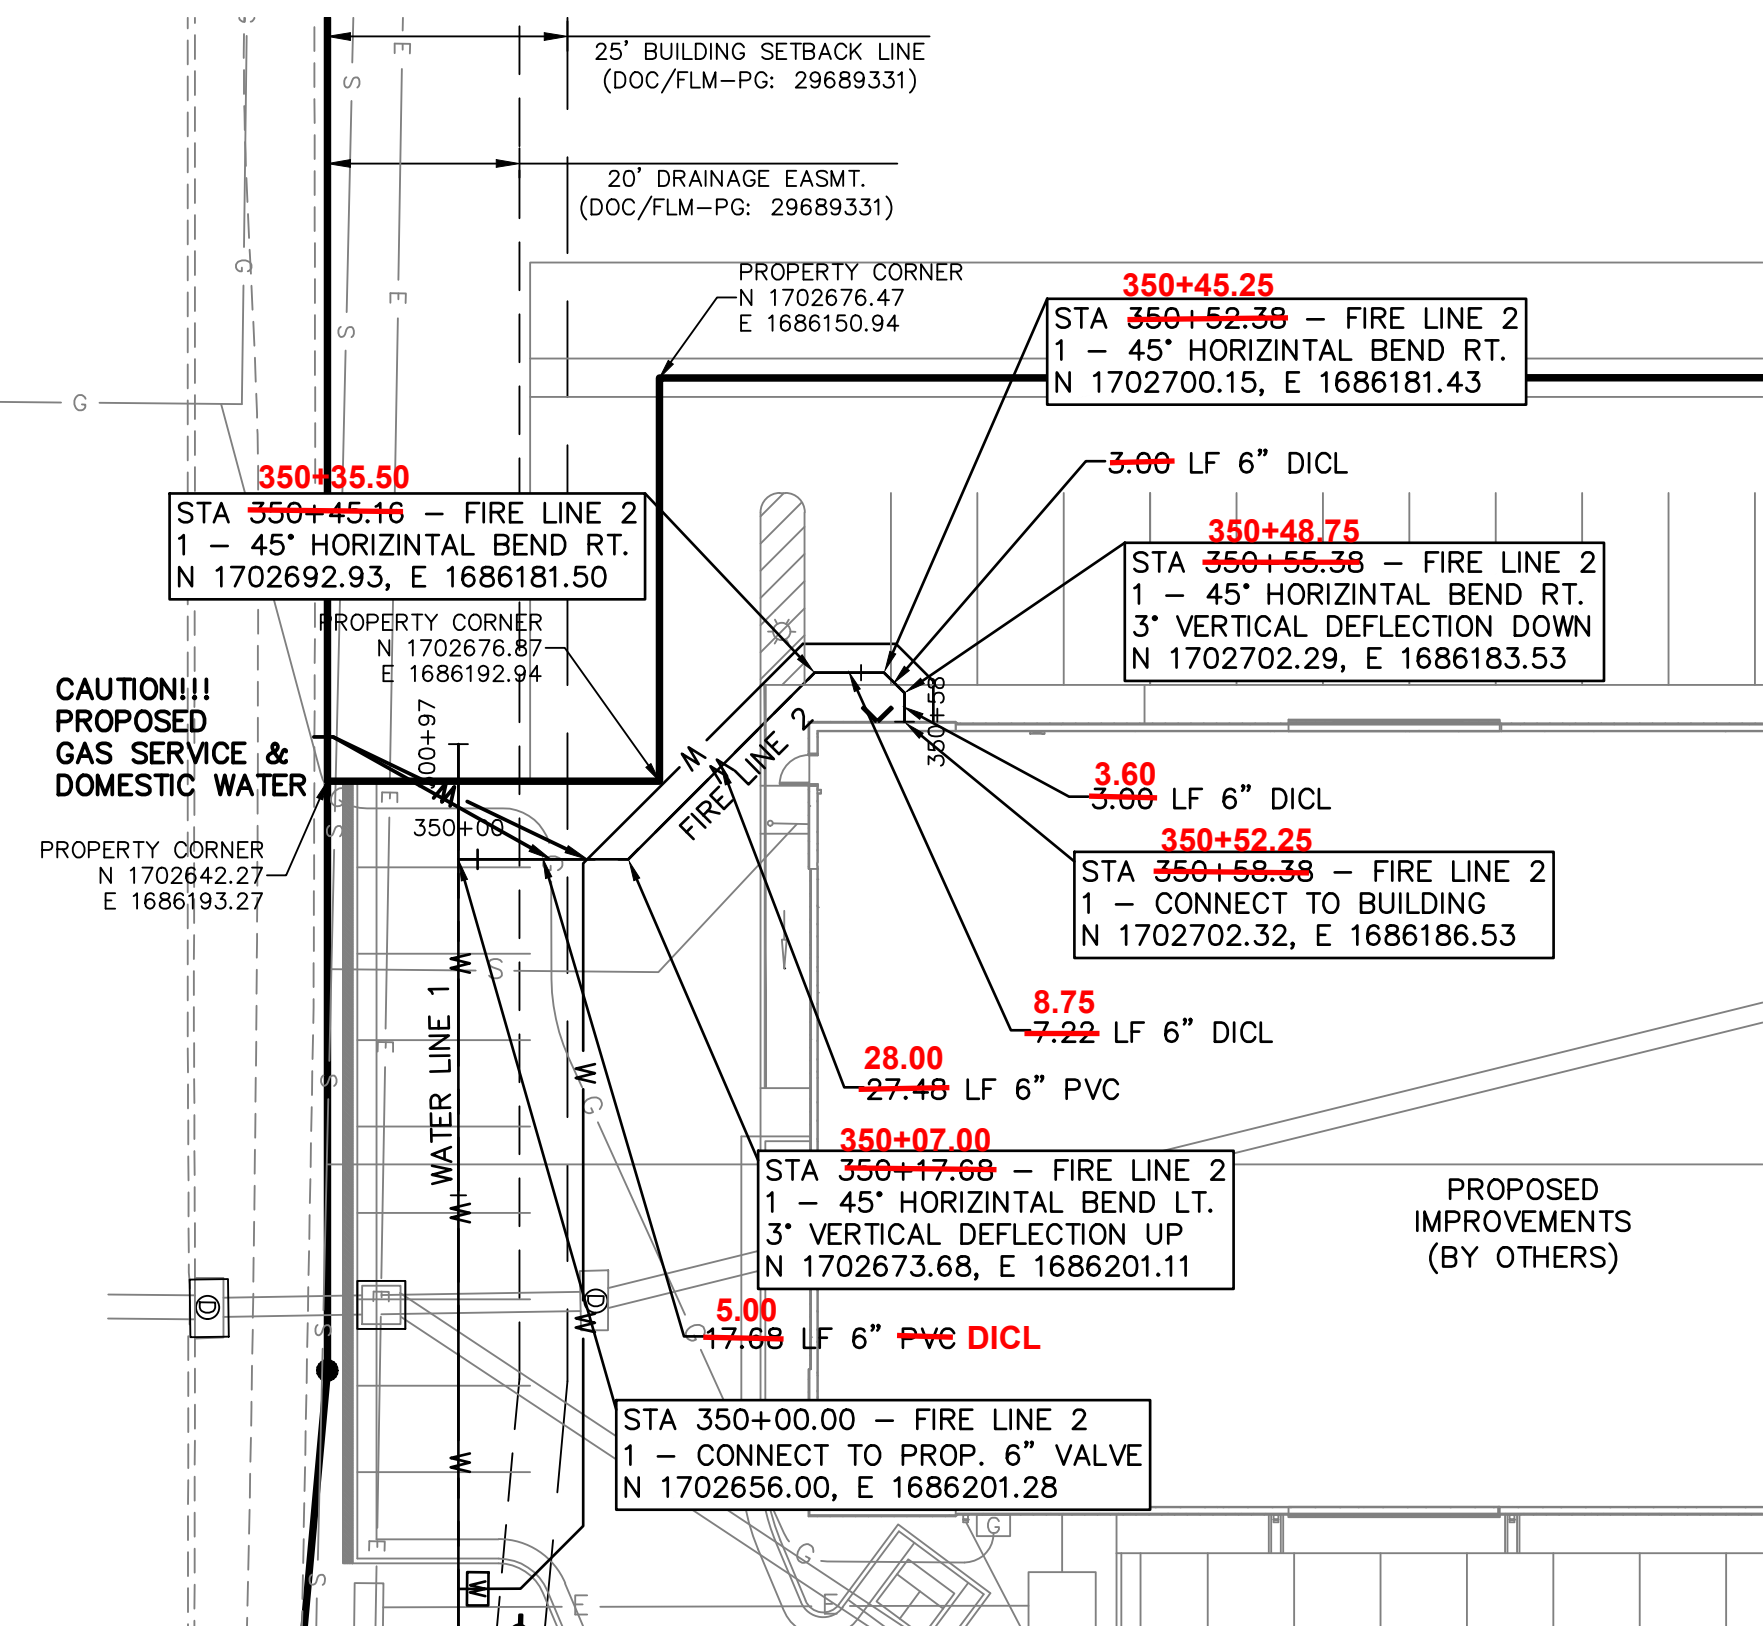 25' BUILDING SETBACK LINE
(DOC/FLM-PG: 29689331)
20' DRAINAGE EASMT.
(DOC/FLM-PG: 29689331)
PROPERTY CORNER
N 1702676.47
E 1686150.94
350+45.25
STA 350+52.38 - FIRE LINE 2
1 - 45° HORIZINTAL BEND RT.
N 1702700.15, E 1686181.43
3.00 LF 6" DICL
350+35.50
STA 350+45.16 - FIRE LINE 2
1 - 45° HORIZINTAL BEND RT.
N 1702692.93, E 1686181.50
350+48.75
STA 350+55.38 - FIRE LINE 2
1 - 45° HORIZINTAL BEND RT.
3° VERTICAL DEFLECTION DOWN
N 1702702.29, E 1686183.53
PROPERTY CORNER
N 1702676.87
E 1686192.94
CAUTION!!!
PROPOSED
GAS SERVICE &
DOMESTIC WATER
00+97
350+00
350+58
FIRE LINE 2
3.60
3.00 LF 6" DICL
PROPERTY CORNER
N 1702642.27
E 1686193.27
350+52.25
STA 350+58.38 - FIRE LINE 2
1 - CONNECT TO BUILDING
N 1702702.32, E 1686186.53
WATER LINE 1
8.75
7.22 LF 6" DICL
28.00
27.48 LF 6" PVC
350+07.00
STA 350+17.68 - FIRE LINE 2
1 - 45° HORIZINTAL BEND LT.
3° VERTICAL DEFLECTION UP
N 1702673.68, E 1686201.11
PROPOSED
IMPROVEMENTS
(BY OTHERS)
5.00
17.68 LF 6" PVC DICL
STA 350+00.00 - FIRE LINE 2
1 - CONNECT TO PROP. 6" VALVE
N 1702656.00, E 1686201.28
G
G
S
S
S
S
S
S
S
E
E
E
E
E
E
E
E
G
G
G
G
G
G
W
W
W
W
W
W
W
W
W
D
D